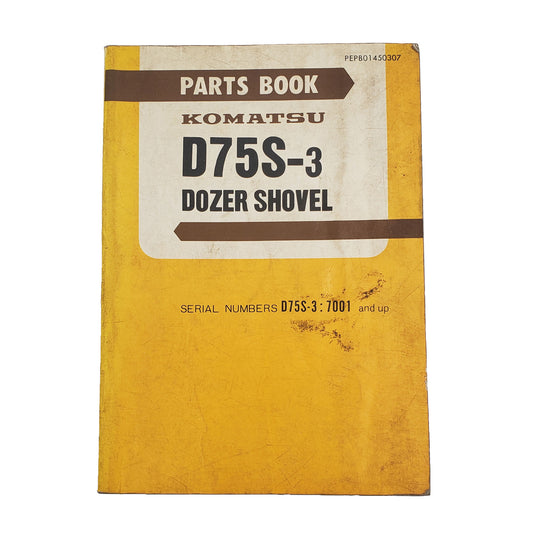 PEPB01450307
PARTS BOOK
KOMATSU
D75S-3
DOZER SHOVEL
SERIAL NUMBERS D75S-3:7001 and up